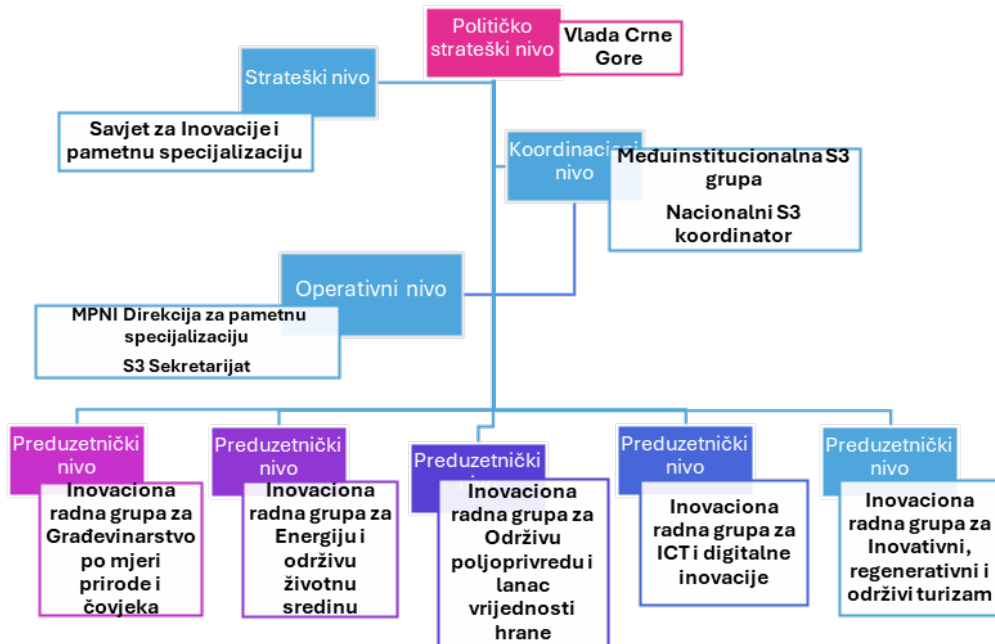 Političko
strateški nivo
Vlada Crne
Gore
Strateški nivo
Savjet za Inovacije i
pametnu specijalizaciju
Koordinacioni
nivo
Međuinstitucionalna S3
grupa
Nacionalni S3
koordinator
Operativni nivo
MPNI Direkcija za pametnu
specijalizaciju
S3 Sekretarijat
Preduzetnički
nivo
Inovaciona
radna grupa za
Građevinarstvo
po mjeri
prirode i
čovjeka
Preduzetnički
nivo
Inovaciona
radna grupa za
Energiju i
održivu
životnu
sredinu
Preduzetnički
nivo
Inovaciona
radna grupa za
Održivu
poljoprivredu i
lanac
vrijednosti
hrane
Preduzetnički
nivo
Inovaciona
radna grupa za
ICT i digitalne
inovacije
Preduzetnički
nivo
Inovaciona
radna grupa za
Inovativni,
regenerativni i
održivi turizam